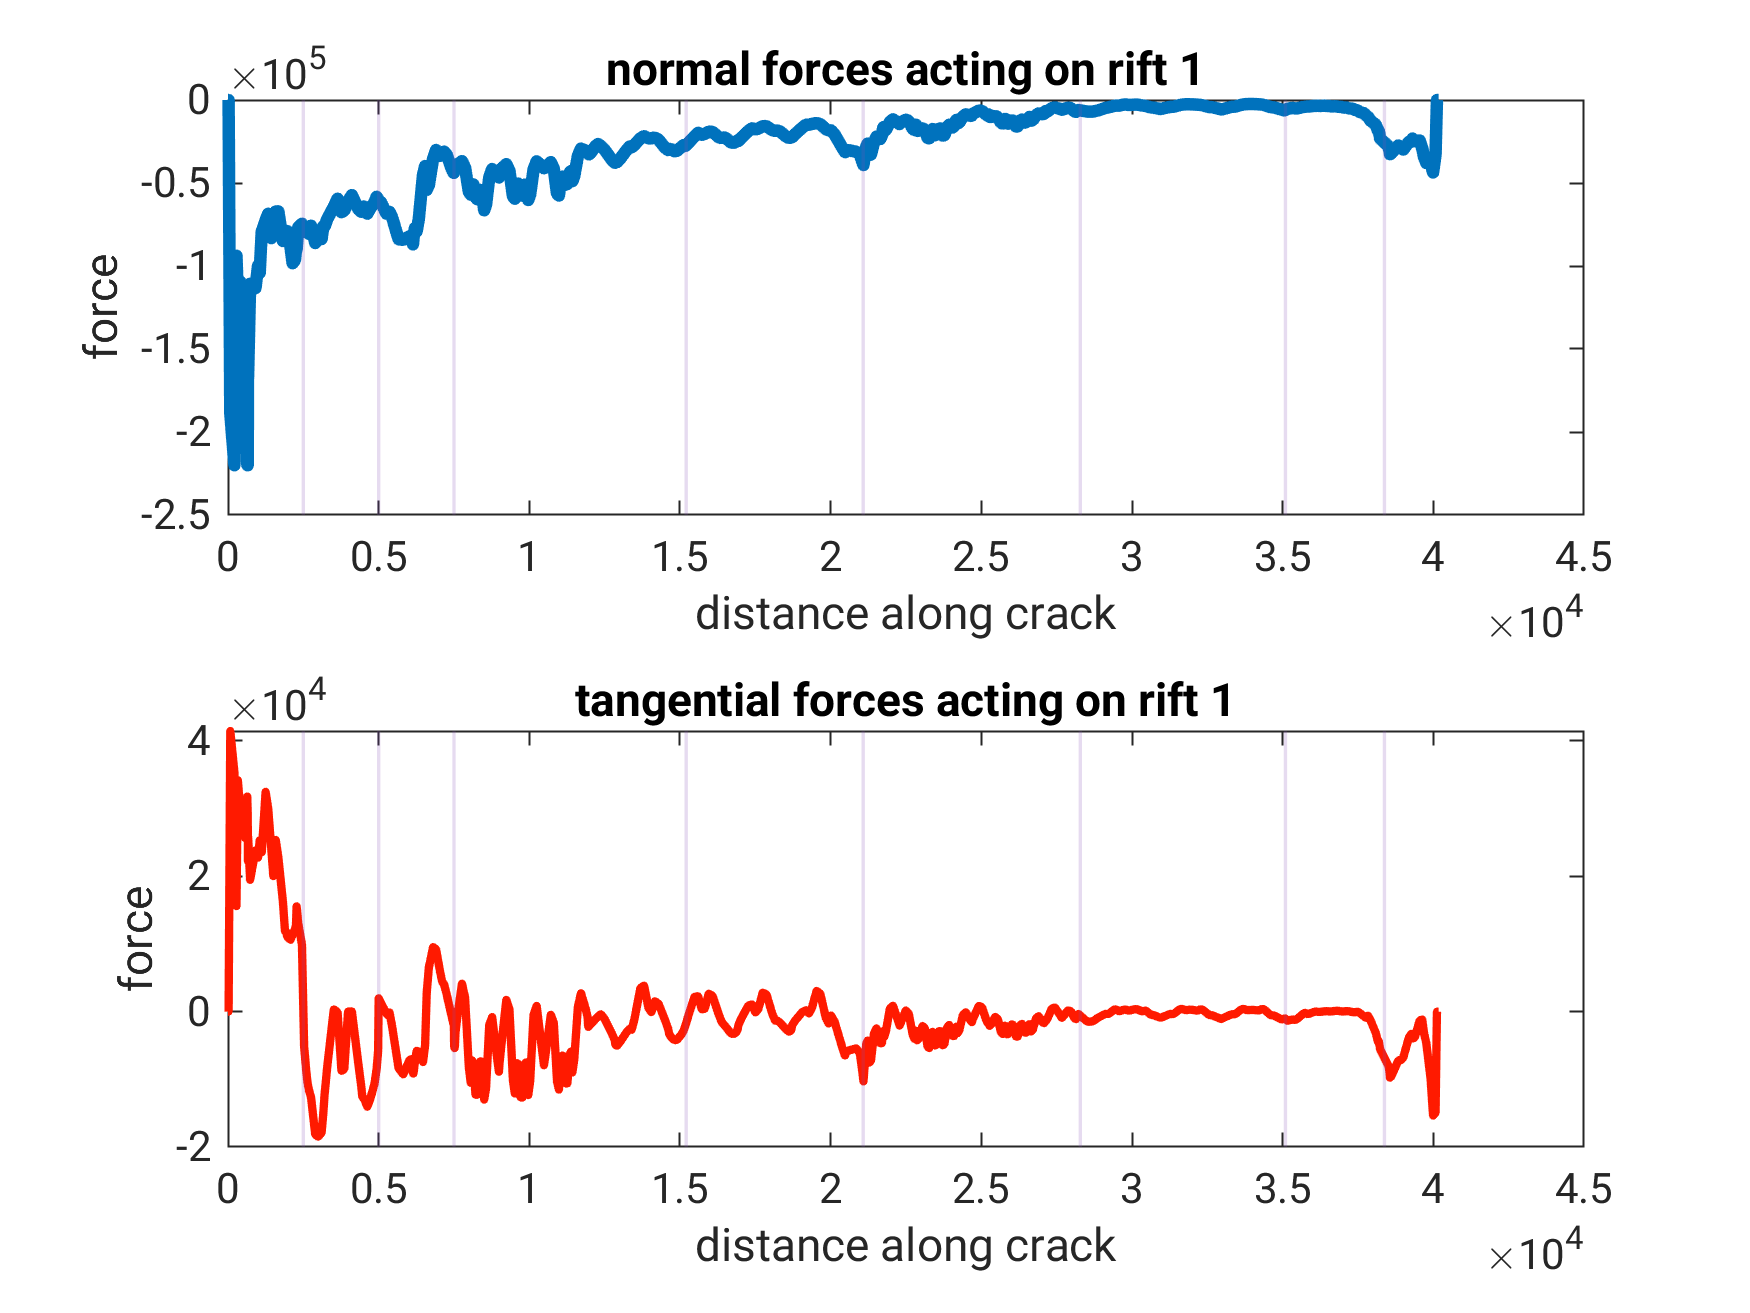 ×10^5
normal forces acting on rift 1
0
-0.5
-1
-1.5
-2
-2.5
force
0 0.5 1 1.5 2 2.5 3 3.5 4 4.5
distance along crack
×10^4
×10^4
tangential forces acting on rift 1
4
2
0
-2
force
0 0.5 1 1.5 2 2.5 3 3.5 4 4.5
distance along crack
×10^4